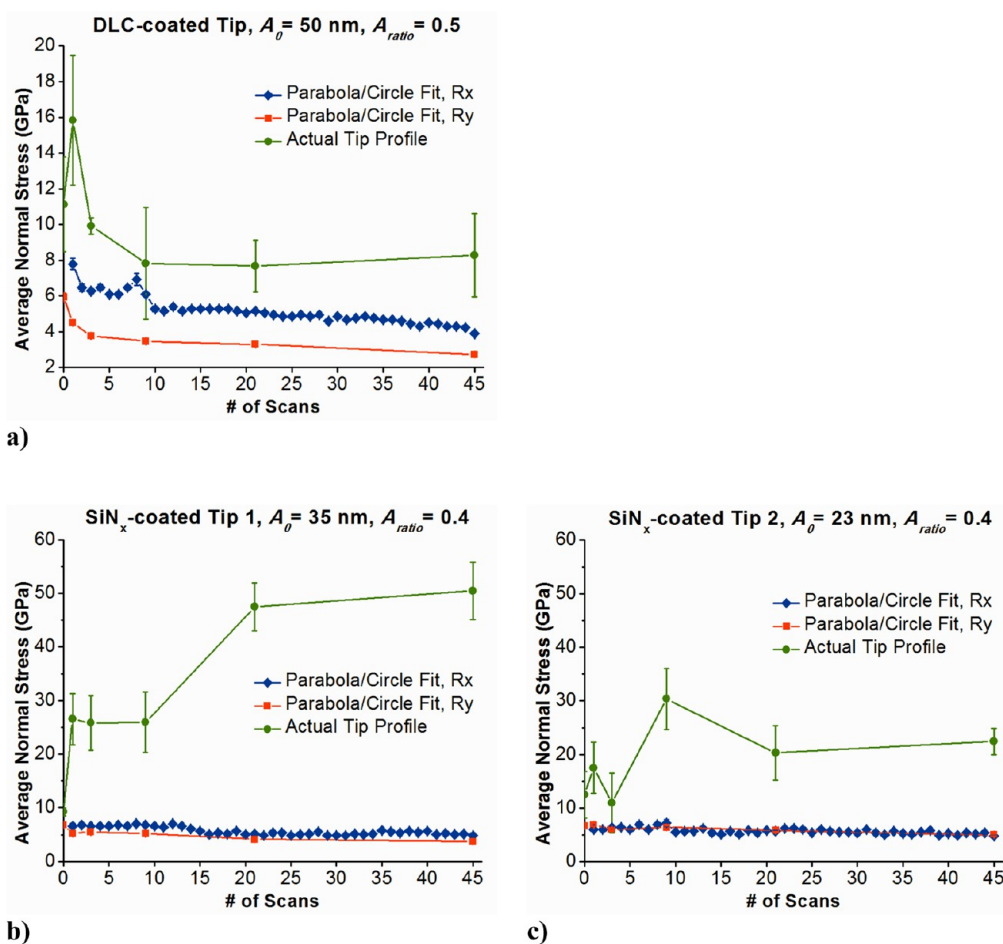 DLC-coated Tip, A0= 50 nm, Aratio= 0.5
20
18
16
14
12
10
8
6
4
2
Average Normal Stress (GPa)
Parabola/Circle Fit, Rx
Parabola/Circle Fit, Ry
Actual Tip Profile
0 5 10 15 20 25 30 35 40 45
# of Scans
a)
SiNx-coated Tip 1, A0= 35 nm, Aratio= 0.4
60
50
40
30
20
10
0
Average Normal Stress (GPa)
Parabola/Circle Fit, Rx
Parabola/Circle Fit, Ry
Actual Tip Profile
0 5 10 15 20 25 30 35 40 45
# of Scans
b)
SiNx-coated Tip 2, A0= 23 nm, Aratio= 0.4
60
50
40
30
20
10
0
Average Normal Stress (GPa)
Parabola/Circle Fit, Rx
Parabola/Circle Fit, Ry
Actual Tip Profile
0 5 10 15 20 25 30 35 40 45
# of Scans
c)